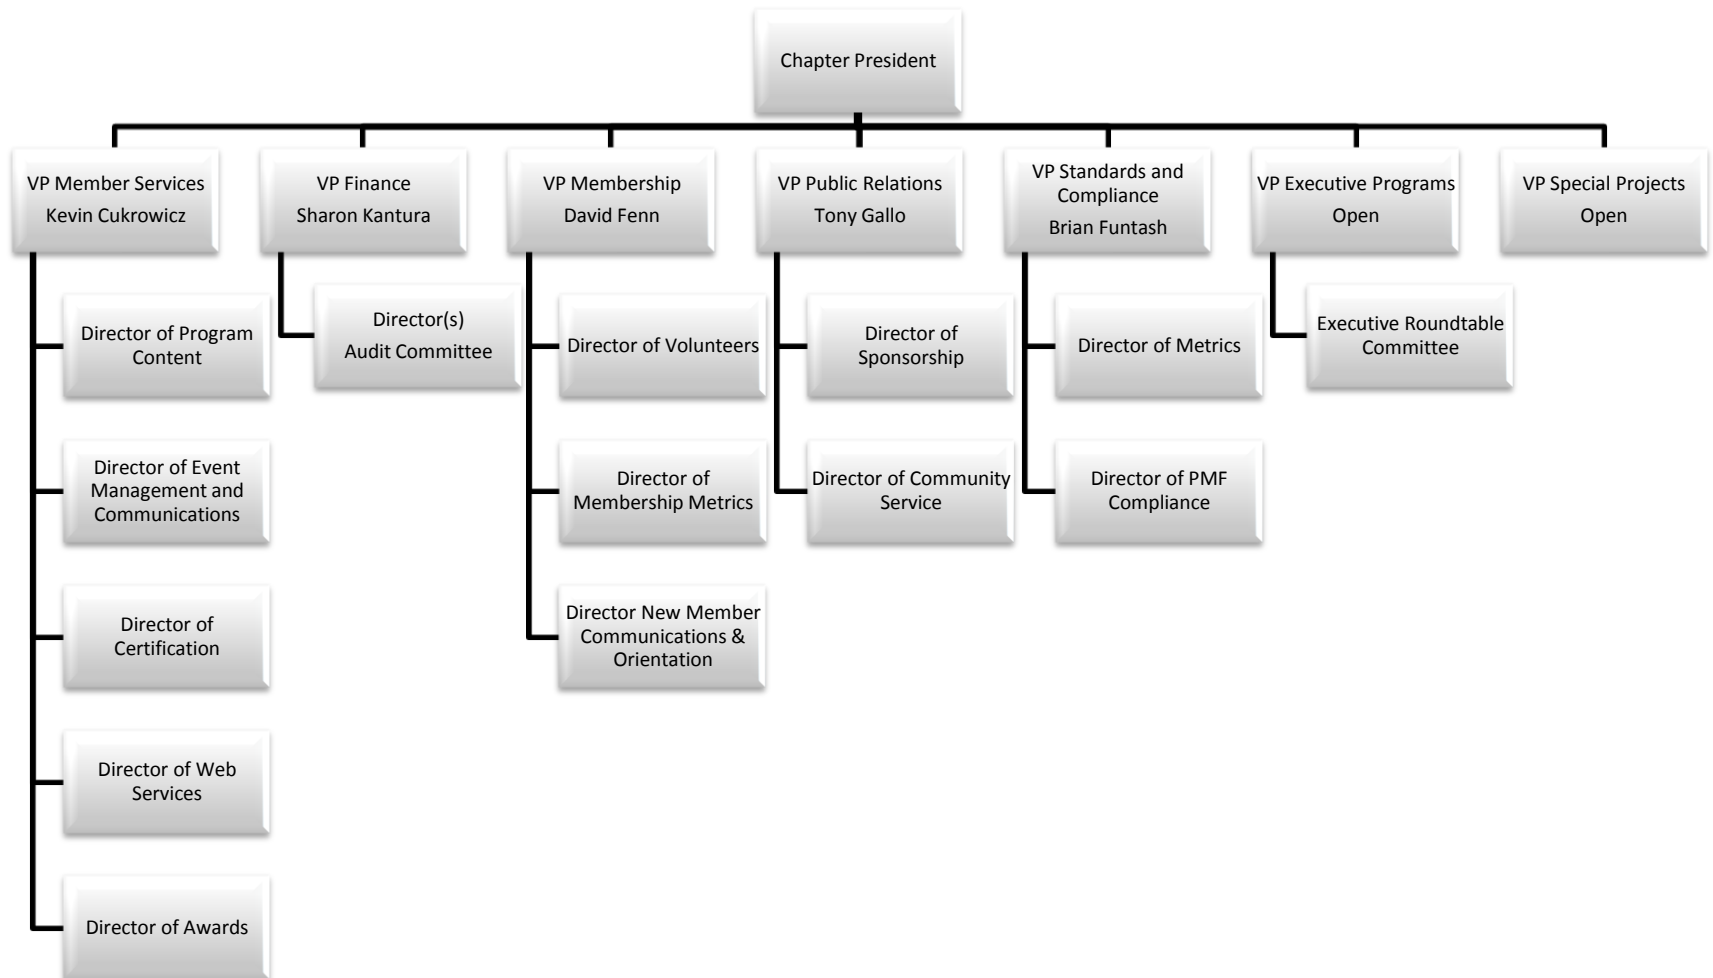 Chapter President
VP Member Services
Kevin Cukrowicz
VP Finance
Sharon Kantura
VP Membership
David Fenn
VP Public Relations
Tony Gallo
VP Standards and
Compliance
Brian Funtash
VP Executive Programs
Open
VP Special Projects
Open
Director of Program
Content
Director of Event
Management and
Communications
Director of
Certification
Director of Web
Services
Director of Awards
Director(s)
Audit Committee
Director of Volunteers
Director of
Membership Metrics
Director New Member
Communications &
Orientation
Director of
Sponsorship
Director of Community
Service
Director of Metrics
Director of PMF
Compliance
Executive Roundtable
Committee